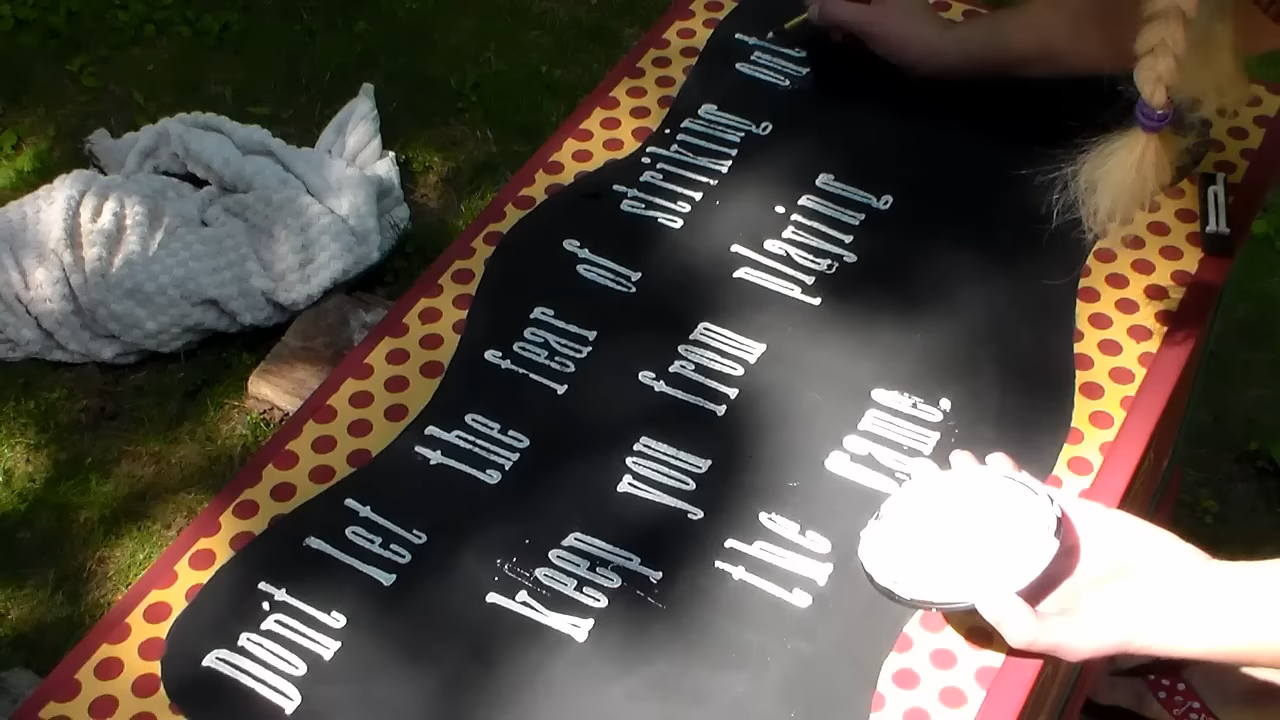 Don't let the fear of striking out
keep you from playing
the game.